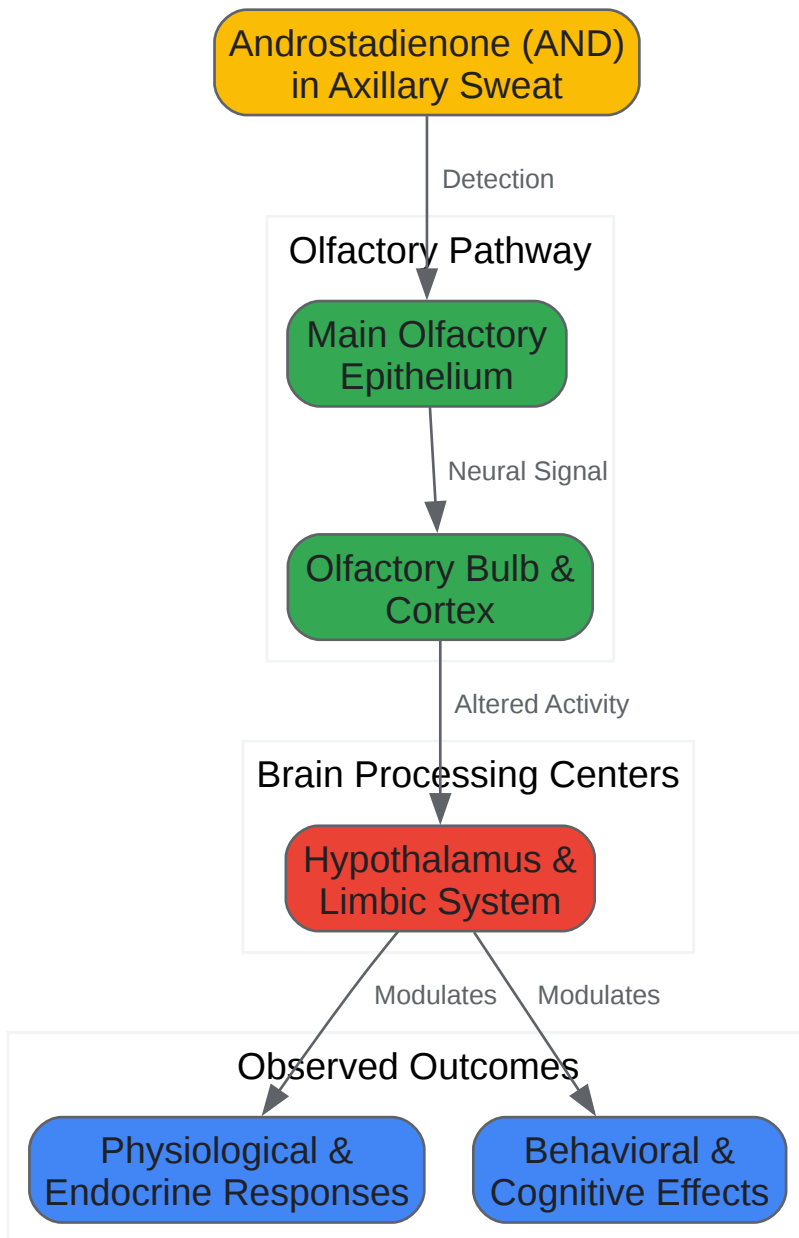 Androstadienone (AND)
in Axillary Sweat
Detection
Olfactory Pathway
Main Olfactory
Epithelium
Neural Signal
Olfactory Bulb &
Cortex
Altered Activity
Brain Processing Centers
Hypothalamus &
Limbic System
Modulates
Modulates
Observed Outcomes
Physiological &
Endocrine Responses
Behavioral &
Cognitive Effects